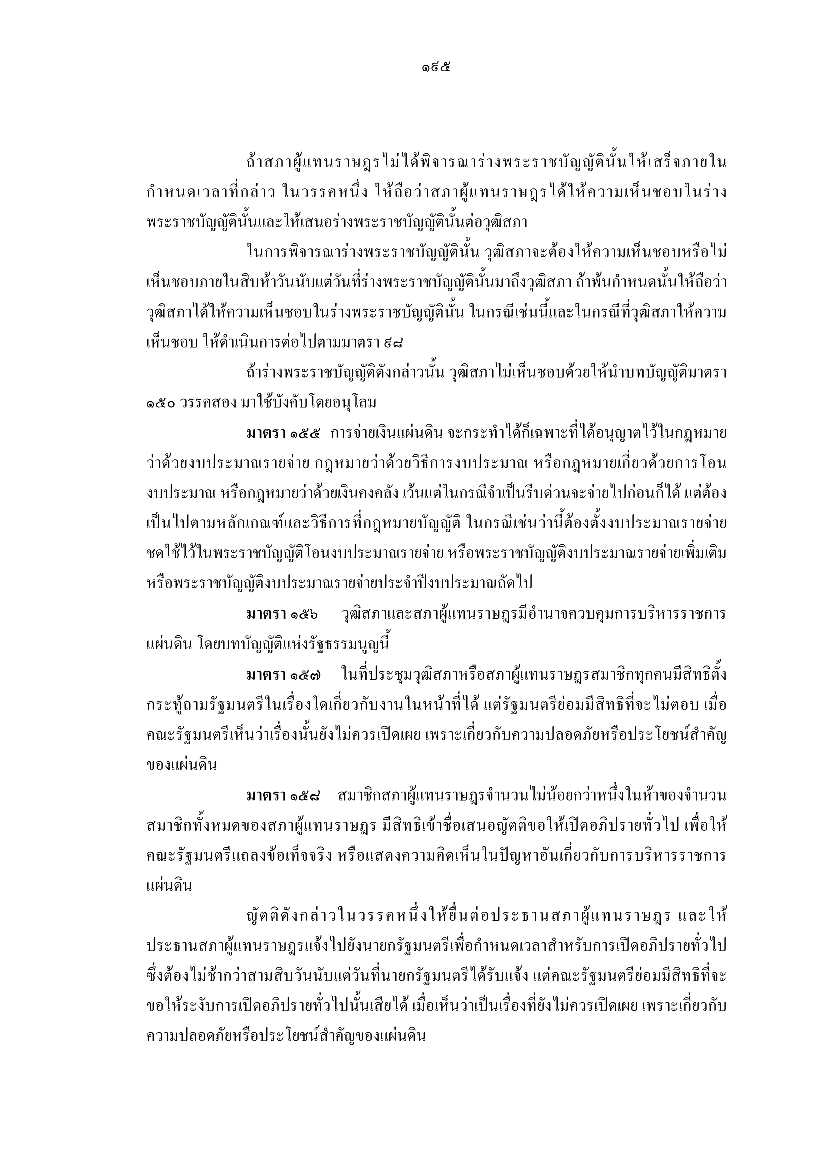 ๑๙๕
ถ้าสภาผู้แทนราษฎรไม่ได้พิจารณาร่างพระราชบัญญัตินั้นให้เสร็จภายใน
กำหนดเวลาที่กล่าว ในวรรคหนึ่ง ให้ถือว่าสภาผู้แทนราษฎรได้ให้ความเห็นชอบในร่าง
พระราชบัญญัตินั้นและให้เสนอร่างพระราชบัญญัตินั้นต่อวุฒิสภา
ในการพิจารณาร่างพระราชบัญญัตินั้น วุฒิสภาจะต้องให้ความเห็นชอบหรือไม่
เห็นชอบภายในสิบห้าวันนับแต่วันที่ร่างพระราชบัญญัตินั้นมาถึงวุฒิสภา ถ้าพ้นกำหนดนั้นให้ถือว่า
วุฒิสภาได้ให้ความเห็นชอบในร่างพระราชบัญญัตินั้น ในกรณีเช่นนี้และในกรณีที่วุฒิสภาให้ความ
เห็นชอบ ให้ดำเนินการต่อไปตามมาตรา ๙๘
ถ้าร่างพระราชบัญญัติดังกล่าวนั้น วุฒิสภาไม่เห็นชอบด้วยให้นำบทบัญญัติมาตรา
๑๕๐ วรรคสอง มาใช้บังคับโดยอนุโลม
มาตรา ๑๕๕ การจ่ายเงินแผ่นดิน จะกระทำได้ก็เฉพาะที่ได้อนุญาตไว้ในกฎหมาย
ว่าด้วยงบประมาณรายจ่าย กฎหมายว่าด้วยวิธีการงบประมาณ หรือกฎหมายเกี่ยวด้วยการโอน
งบประมาณ หรือกฎหมายว่าด้วยเงินคงคลัง เว้นแต่ในกรณีจำเป็นรีบด่วนจะจ่ายไปก่อนก็ได้ แต่ต้อง
เป็นไปตามหลักเกณฑ์และวิธีการที่กฎหมายบัญญัติ ในกรณีเช่นว่านี้ต้องตั้งงบประมาณรายจ่าย
ชดใช้ไว้ในพระราชบัญญัติโอนงบประมาณรายจ่าย หรือพระราชบัญญัติงบประมาณรายจ่ายเพิ่มเติม
หรือพระราชบัญญัติงบประมาณรายจ่ายประจำปีงบประมาณถัดไป
มาตรา ๑๕๖ วุฒิสภาและสภาผู้แทนราษฎรมีอำนาจควบคุมการบริหารราชการ
แผ่นดิน โดยบทบัญญัติแห่งรัฐธรรมนูญนี้
มาตรา ๑๕๗ ในที่ประชุมวุฒิสภาหรือสภาผู้แทนราษฎรสมาชิกทุกคนมีสิทธิตั้ง
กระทู้ถามรัฐมนตรีในเรื่องใดเกี่ยวกับงานในหน้าที่ได้ แต่รัฐมนตรีย่อมมีสิทธิที่จะไม่ตอบ เมื่อ
คณะรัฐมนตรีเห็นว่าเรื่องนั้นยังไม่ควรเปิดเผย เพราะเกี่ยวกับความปลอดภัยหรือประโยชน์สำคัญ
ของแผ่นดิน
มาตรา ๑๕๘ สมาชิกสภาผู้แทนราษฎรจำนวนไม่น้อยกว่าหนึ่งในห้าของจำนวน
สมาชิกทั้งหมดของสภาผู้แทนราษฎร มีสิทธิเข้าชื่อเสนอญัตติขอให้เปิดอภิปรายทั่วไป เพื่อให้
คณะรัฐมนตรีแถลงข้อเท็จจริง หรือแสดงความคิดเห็นในปัญหาอันเกี่ยวกับการบริหารราชการ
แผ่นดิน
ญัตติดังกล่าวในวรรคหนึ่งให้ยื่นต่อประธานสภาผู้แทนราษฎร และให้
ประธานสภาผู้แทนราษฎรแจ้งไปยังนายกรัฐมนตรีเพื่อกำหนดเวลาสำหรับการเปิดอภิปรายทั่วไป
ซึ่งต้องไม่ช้ากว่าสามสิบวันนับแต่วันที่นายกรัฐมนตรีได้รับแจ้ง แต่คณะรัฐมนตรีย่อมมีสิทธิที่จะ
ขอให้ระงับการเปิดอภิปรายทั่วไปนั้นเสียได้ เมื่อเห็นว่าเป็นเรื่องที่ยังไม่ควรเปิดเผย เพราะเกี่ยวกับ
ความปลอดภัยหรือประโยชน์สำคัญของแผ่นดิน